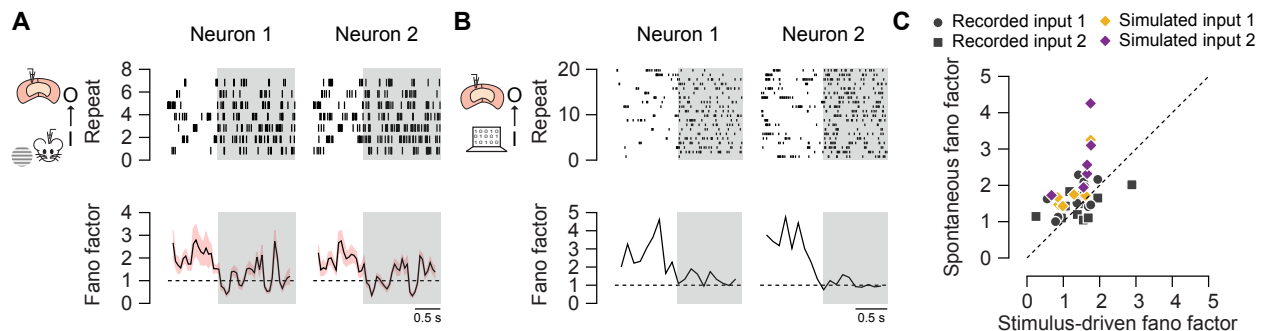 A
Neuron 1
Neuron 2
O
I
Repeat
8
6
4
2
0
Fano factor
4
3
2
1
0
0.5 s
B
Neuron 1
Neuron 2
O
I
10010
1001
10100
Repeat
20
10
0
Fano factor
5
4
3
2
1
0
0.5 s
C
Recorded input 1
Simulated input 1
Recorded input 2
Simulated input 2
Spontaneous fano factor
5
4
3
2
1
0
0 1 2 3 4 5
Stimulus-driven fano factor